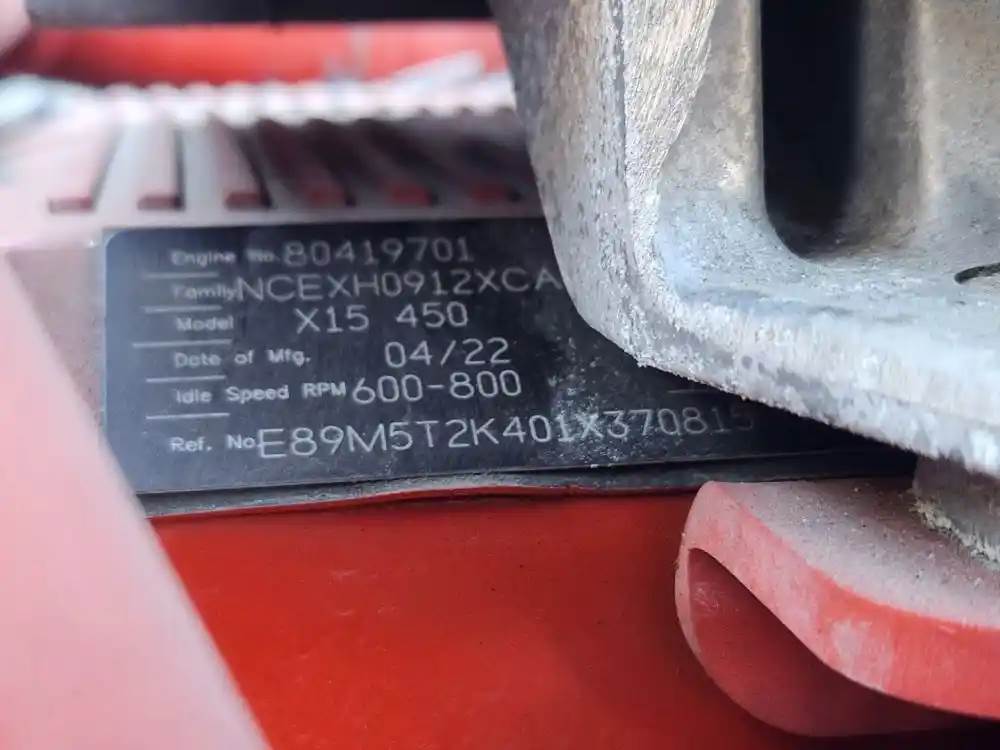 Engine No. 80419701
Family NCEXH0912XCA
Model X15 450
Date of Mfg. 04/22
Idle Speed RPM 600-800
Ref. No E89M5T2K401X370815